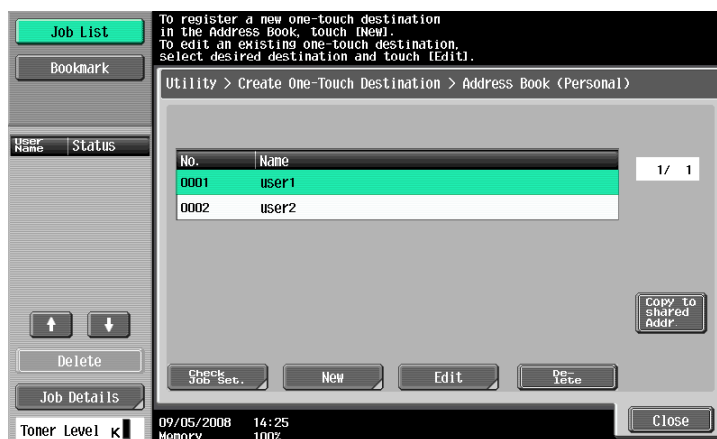 Job List
Bookmark
To register a new one-touch destination
in the Address Book, touch [New].
To edit an existing one-touch destination,
select desired destination and touch [Edit].
Utility > Create One-Touch Destination > Address Book (Personal)
User Name Status
No. Name
0001 user1
0002 user2
1/ 1
Copy to
shared
Addr.
Delete
Job Details
Toner Level K
Check
Job Set.
New
Edit
De-
lete
09/05/2008 14:25
Memory 100%
Close